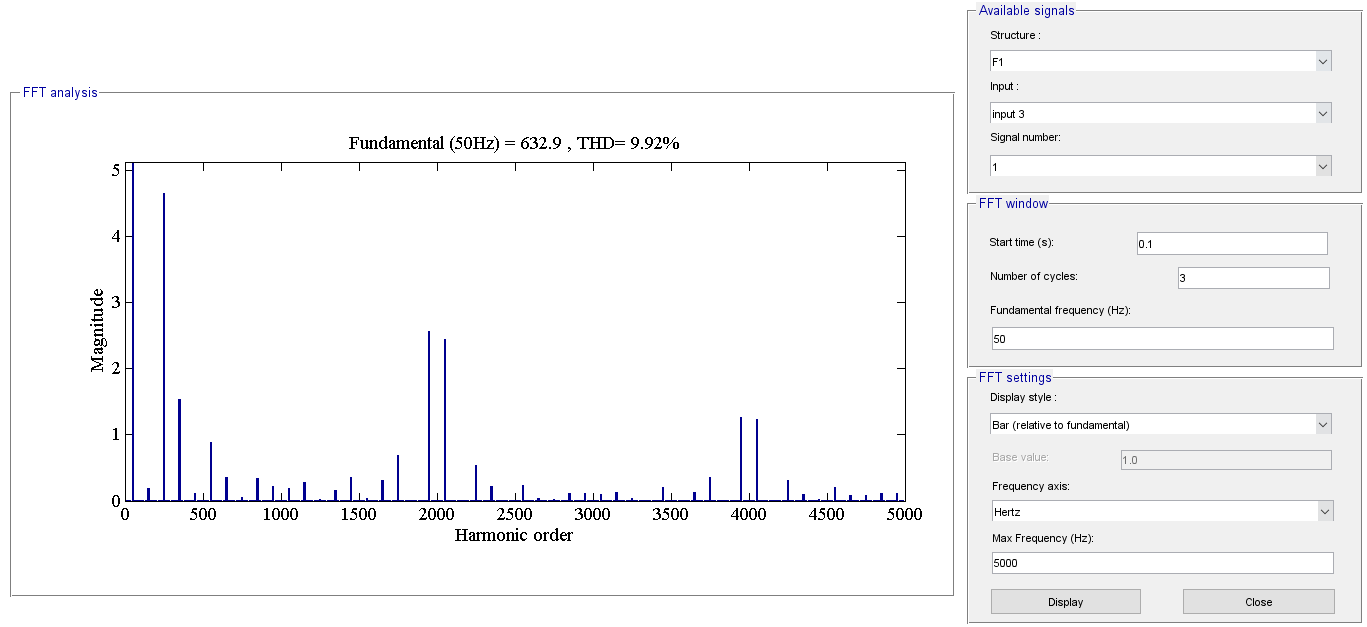 FFT analysis
Fundamental (50Hz) = 632.9 , THD= 9.92%
5
4
3
2
1
0
Magnitude
0 500 1000 1500 2000 2500 3000 3500 4000 4500 5000
Harmonic order
Available signals
Structure :
F1
Input :
input 3
Signal number:
1
FFT window
Start time (s):
0.1
Number of cycles:
3
Fundamental frequency (Hz):
50
FFT settings
Display style :
Bar (relative to fundamental)
Base value:
1.0
Frequency axis:
Hertz
Max Frequency (Hz):
5000
Display
Close